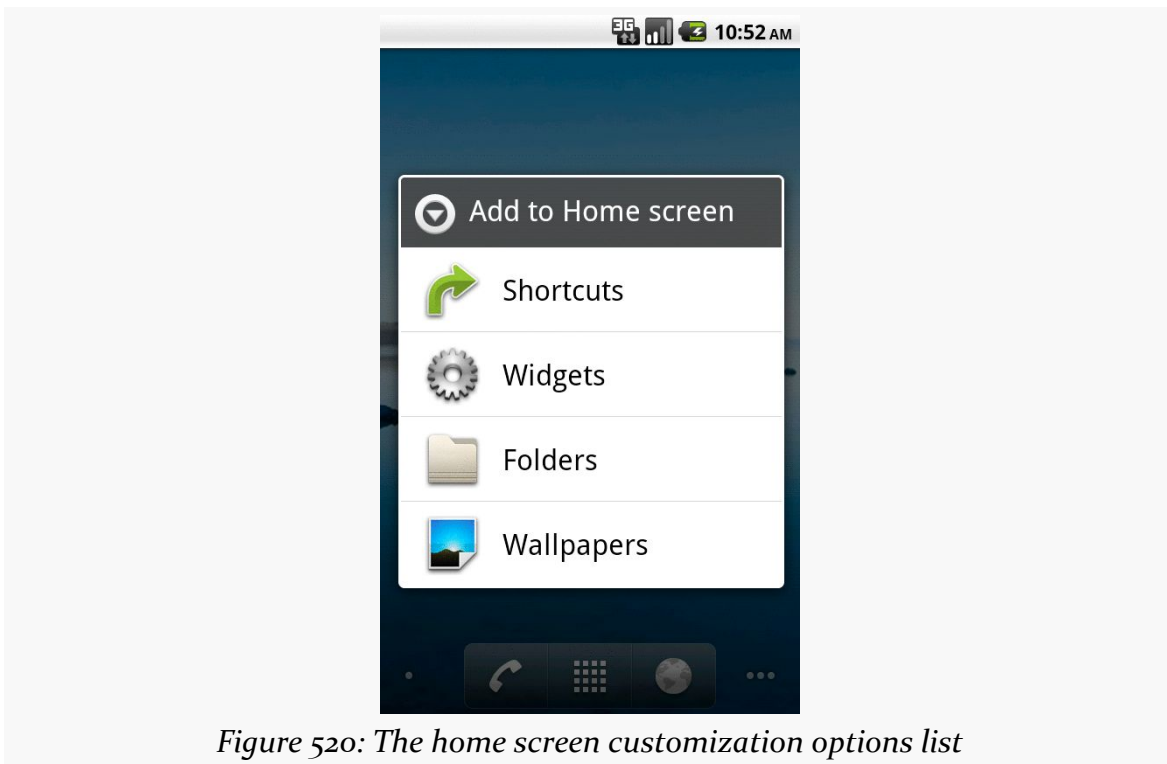 3G 10:52 AM
Add to Home screen
Shortcuts
Widgets
Folders
Wallpapers
Figure 520: The home screen customization options list